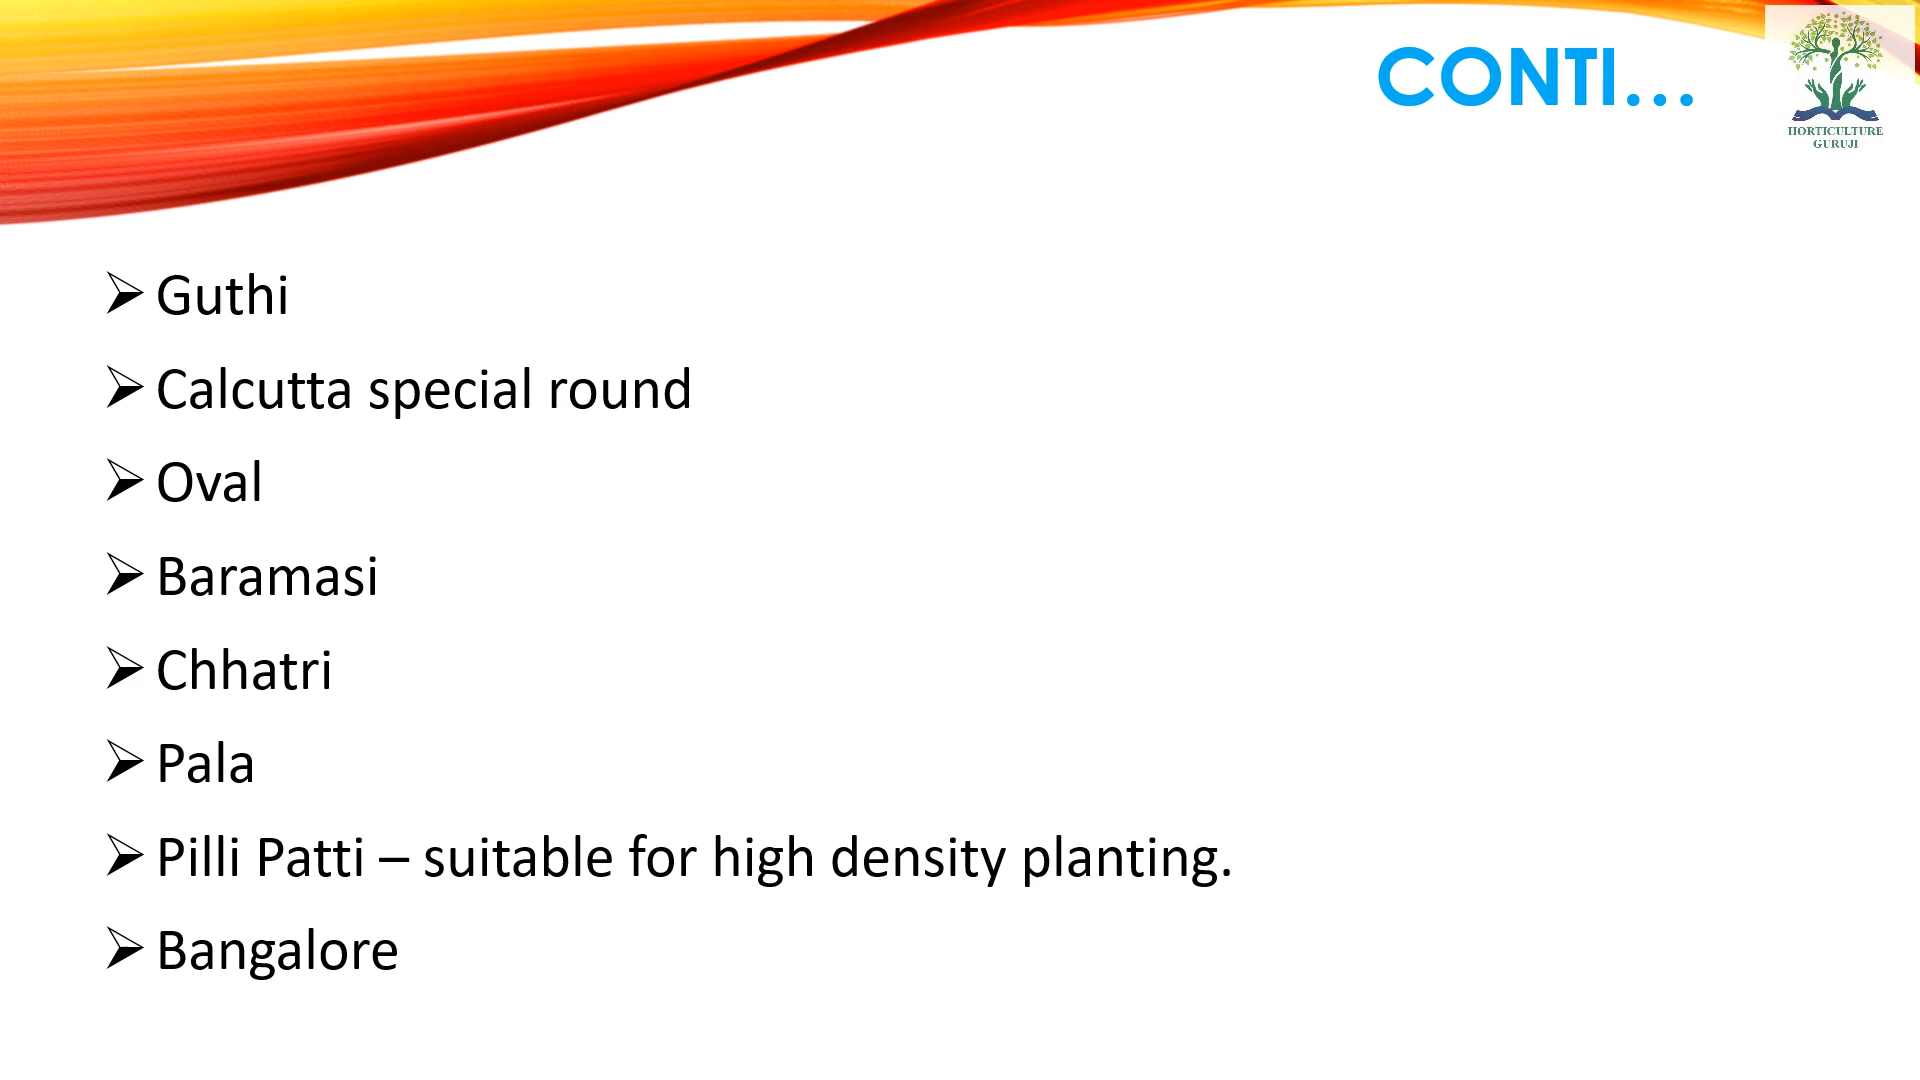 CONTI...
HORTICULTURE
GURUJI
Guthi
Calcutta special round
Oval
Baramasi
Chhatri
Pala
Pilli Patti – suitable for high density planting.
Bangalore